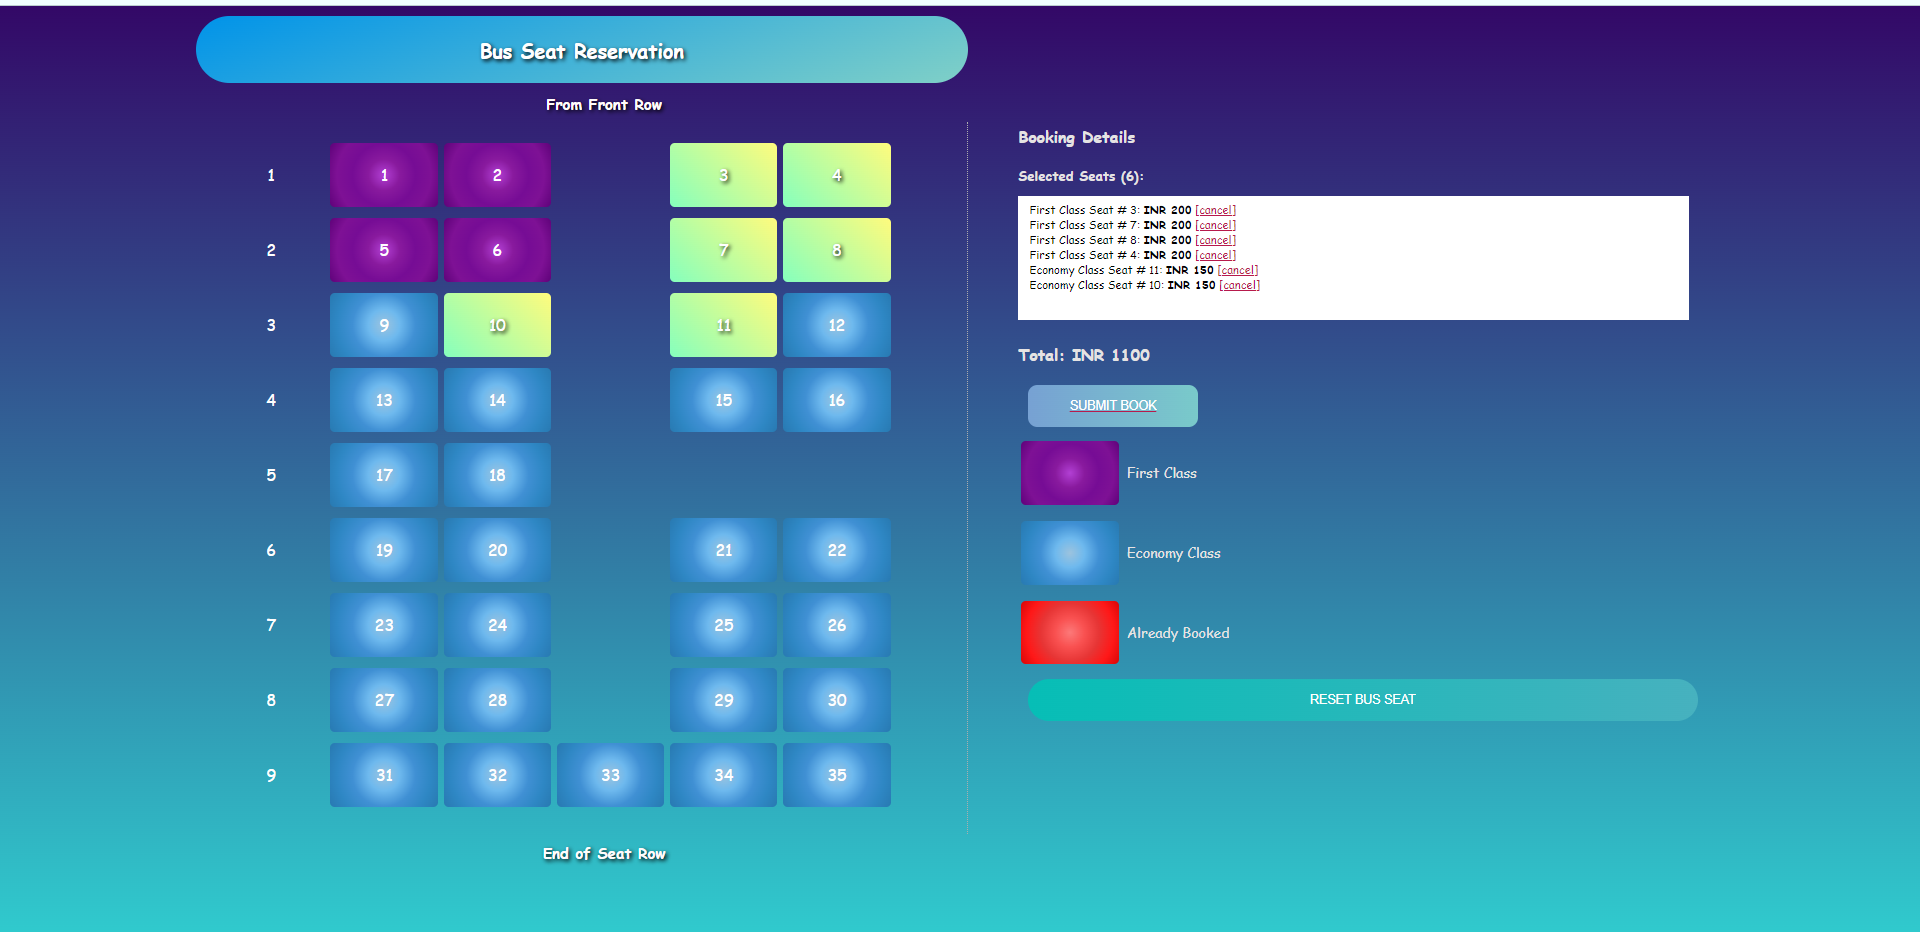 Bus Seat Reservation
From Front Row
1 1 2 3 4
2 5 6 7 8
3 9 10 11 12
4 13 14 15 16
5 17 18
6 19 20 21 22
7 23 24 25 26
8 27 28 29 30
9 31 32 33 34 35
End of Seat Row
Booking Details
Selected Seats (6):
First Class Seat # 3: INR 200 [cancel]
First Class Seat # 7: INR 200 [cancel]
First Class Seat # 8: INR 200 [cancel]
First Class Seat # 4: INR 200 [cancel]
Economy Class Seat # 11: INR 150 [cancel]
Economy Class Seat # 10: INR 150 [cancel]
Total: INR 1100
SUBMIT BOOK
First Class
Economy Class
Already Booked
RESET BUS SEAT